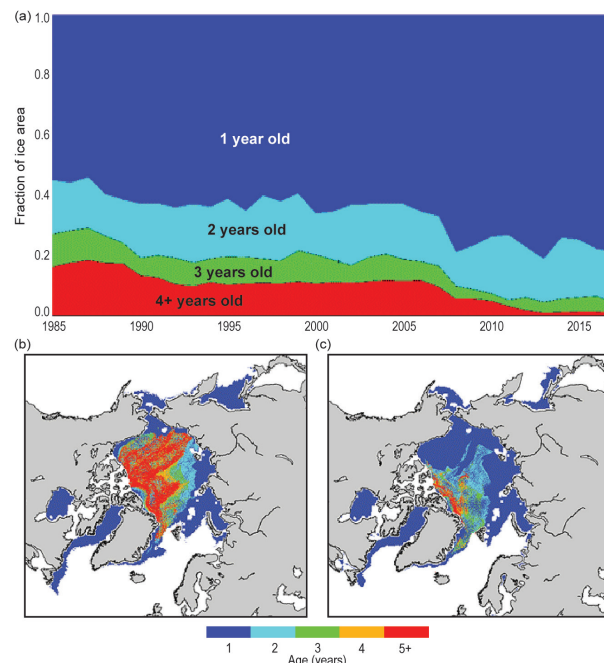 (a)
1.0
0.8
0.6
0.4
0.2
0.0
Fraction of ice area
1 year old
2 years old
3 years old
4+ years old
1985 1990 1995 2000 2005 2010 2015
(b) (c)
1 2 3 4 5+
Age (years)